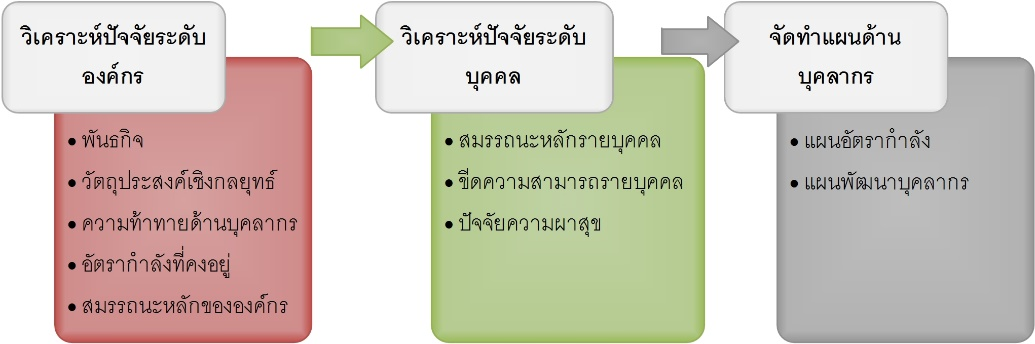 วิเคราะห์ปัจจัยระดับ
องค์กร
• พันธกิจ
• วัตถุประสงค์เชิงกลยุทธ์
• ความท้าทายด้านบุคลากร
• อัตรากำลังที่คงอยู่
• สมรรถนะหลักขององค์กร
วิเคราะห์ปัจจัยระดับ
บุคคล
• สมรรถนะหลักรายบุคคล
• ขีดความสามารถรายบุคคล
• ปัจจัยความผาสุข
จัดทำแผนด้าน
บุคลากร
• แผนอัตรากำลัง
• แผนพัฒนาบุคลากร